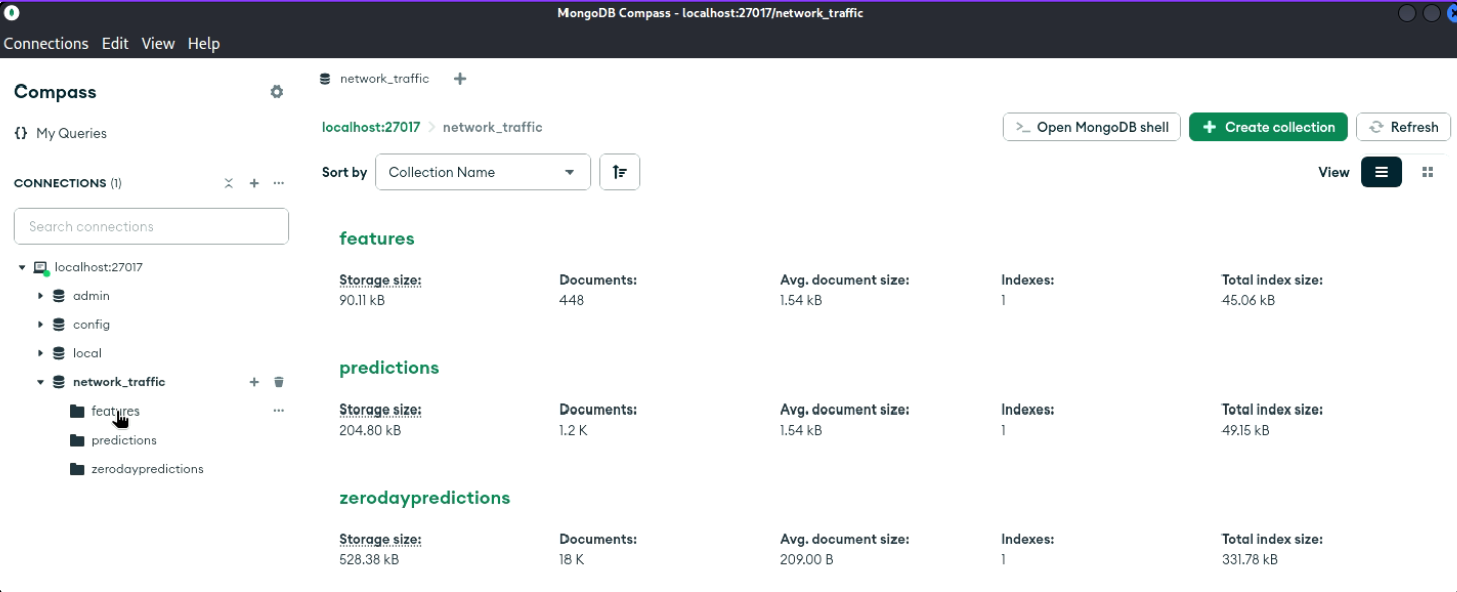 MongoDB Compass - localhost:27017/network_traffic
Connections Edit View Help
Compass
{} My Queries
CONNECTIONS (1)
Search connections
localhost:27017
admin
config
local
network_traffic
features
predictions
zerodaypredictions
network_traffic
localhost:27017 > network_traffic
>_ Open MongoDB shell
Create collection
Refresh
Sort by Collection Name
View
features
Storage size: Documents: Avg. document size: Indexes: Total index size:
90.11 kB 448 1.54 kB 1 45.06 kB
predictions
Storage size: Documents: Avg. document size: Indexes: Total index size:
204.80 kB 1.2 K 1.54 kB 1 49.15 kB
zerodaypredictions
Storage size: Documents: Avg. document size: Indexes: Total index size:
528.38 kB 18 K 209.00 B 1 331.78 kB